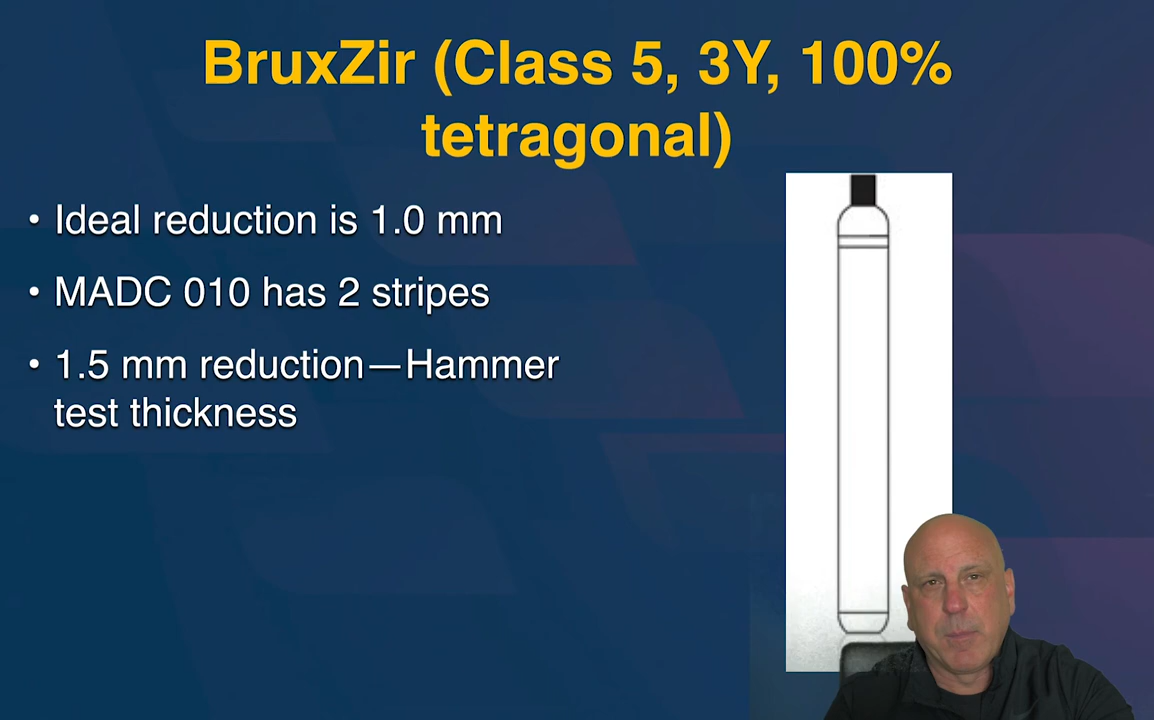 BruxZir (Class 5, 3Y, 100%
tetragonal)
• Ideal reduction is 1.0 mm
• MADC 010 has 2 stripes
• 1.5 mm reduction—Hammer
test thickness